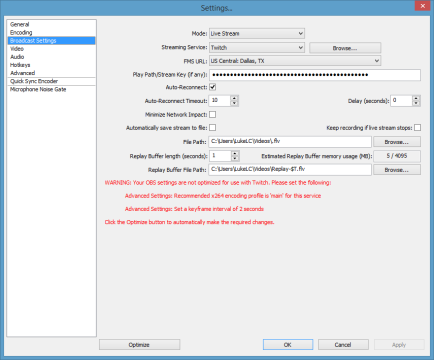 Settings...
General
Encoding
Broadcast Settings
Video
Audio
Hotkeys
Advanced
Quick Sync Encoder
Microphone Noise Gate
Mode: Live Stream
Streaming Service: Twitch Browse...
FMS URL: US Central: Dallas, TX
Play Path/Stream Key (if any): ●●●●●●●●●●●●●●●●●●●●●●●●●●●●●●●●●●●●●●●●●●●●
Auto-Reconnect:
Auto-Reconnect Timeout: 10 Delay (seconds): 0
Minimize Network Impact:
Automatically save stream to file: Keep recording if live stream stops:
File Path: C:\Users\LukeLC\Videos\.flv Browse...
Replay Buffer length (seconds): 1 Estimated Replay Buffer memory usage (MB): 5 / 4095
Replay Buffer File Path: C:\Users\LukeLC\Videos\Replay-$T.flv Browse...
WARNING: Your OBS settings are not optimized for use with Twitch. Please set the following:
Advanced Settings: Recommended x264 encoding profile is 'main' for this service
Advanced Settings: Set a keyframe interval of 2 seconds
Click the Optimize button to automatically make the required changes.
Optimize OK Cancel Apply